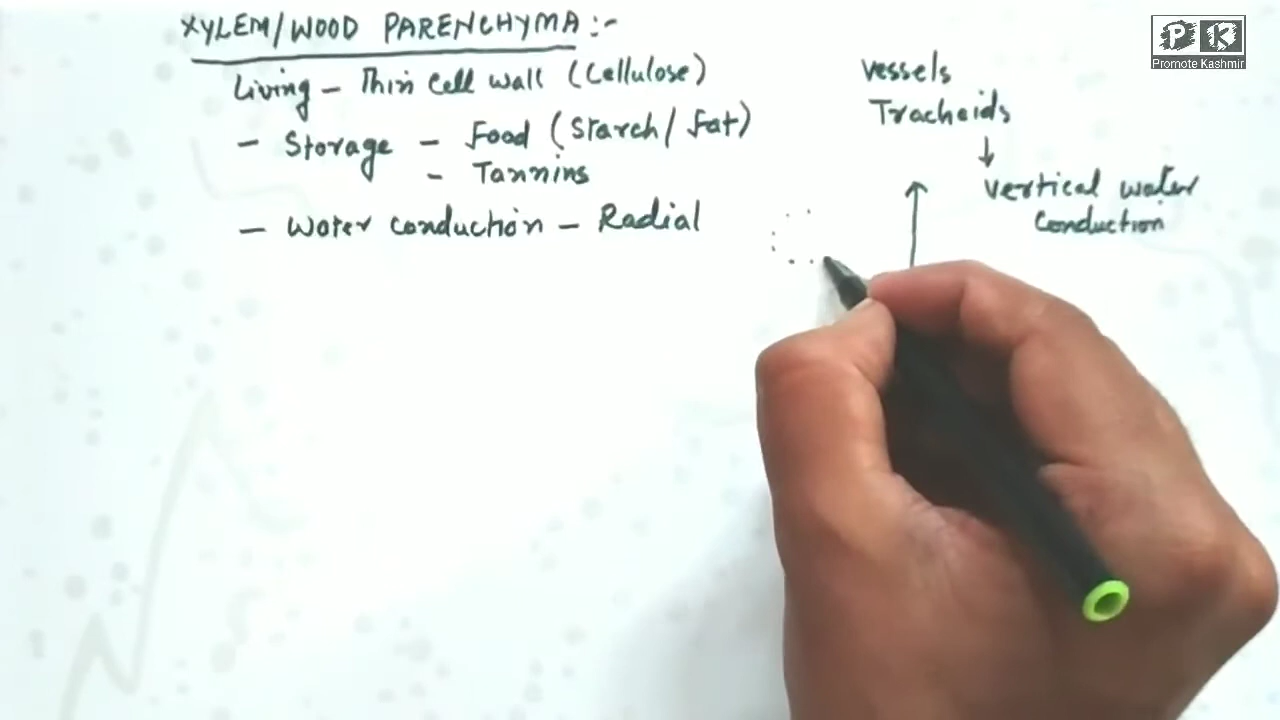 XYLEM/WOOD PARENCHYMA :-
Living - Thin Cell wall (Cellulose)
- Storage - Food (Starch/Fat)
- Tannins
- Water conduction - Radial
Vessels
Tracheids
↓
Vertical water
Conduction
PK
Promote Kashmir